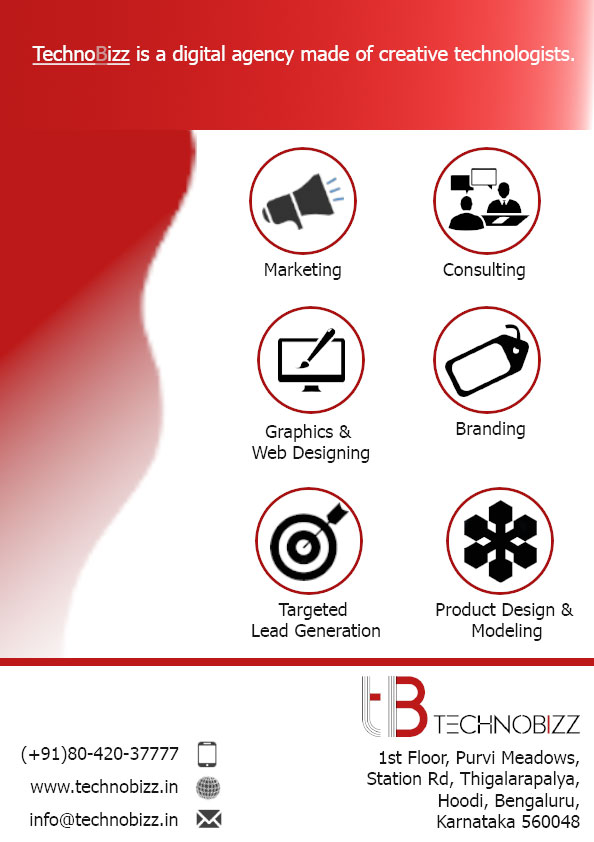 TechnoBizz is a digital agency made of creative technologists.
Marketing
Consulting
Graphics &
Web Designing
Branding
Targeted
Lead Generation
Product Design &
Modeling
tB TECHNOBIZZ
(+91)80-420-37777
www.technobizz.in
info@technobizz.in
1st Floor, Purvi Meadows,
Station Rd, Thigalarapalya,
Hoodi, Bengaluru,
Karnataka 560048